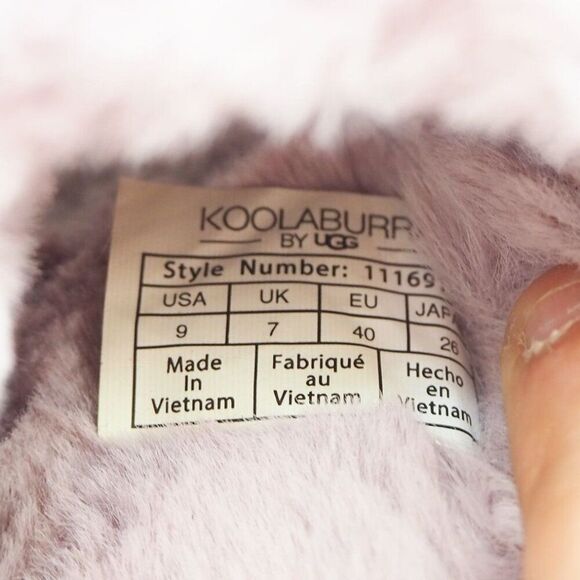 KOOLABURR
BY UGG
Style Number: 11169
USA UK EU JAPA
9 7 40 26
Made In Vietnam
Fabriqué au Vietnam
Hecho en Vietnam